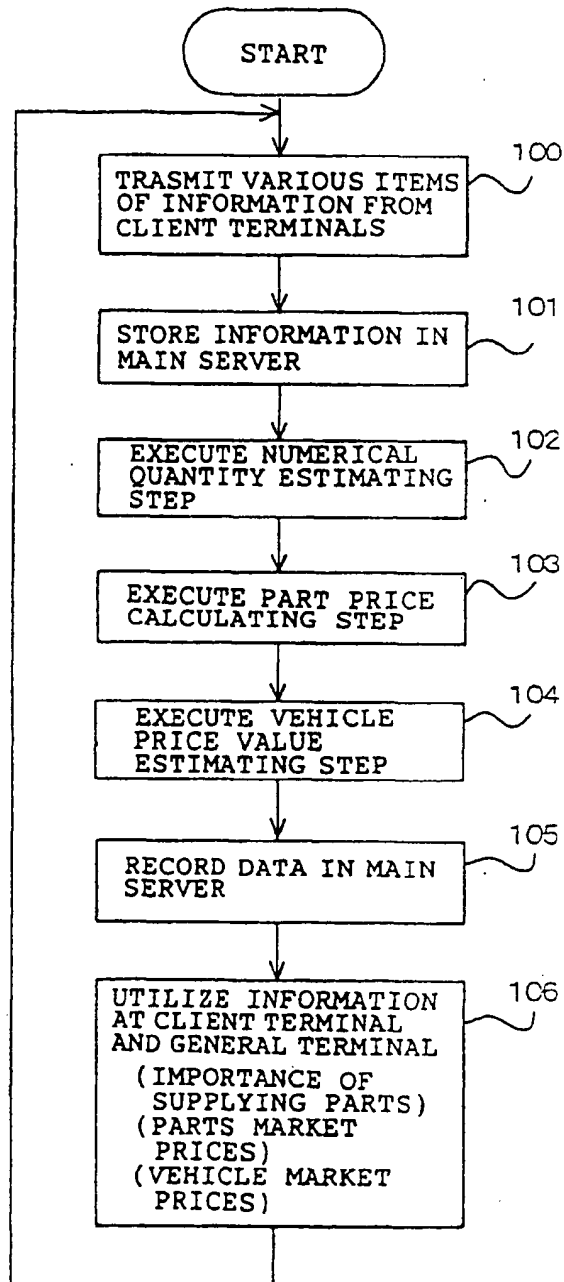 START
100
TRASMIT VARIOUS ITEMS
OF INFORMATION FROM
CLIENT TERMINALS
101
STORE INFORMATION IN
MAIN SERVER
102
EXECUTE NUMERICAL
QUANTITY ESTIMATING
STEP
103
EXECUTE PART PRICE
CALCULATING STEP
104
EXECUTE VEHICLE
PRICE VALUE
ESTIMATING STEP
105
RECORD DATA IN MAIN
SERVER
106
UTILIZE INFORMATION
AT CLIENT TERMINAL
AND GENERAL TERMINAL
(IMPORTANCE OF
SUPPLYING PARTS)
(PARTS MARKET
PRICES)
(VEHICLE MARKET
PRICES)